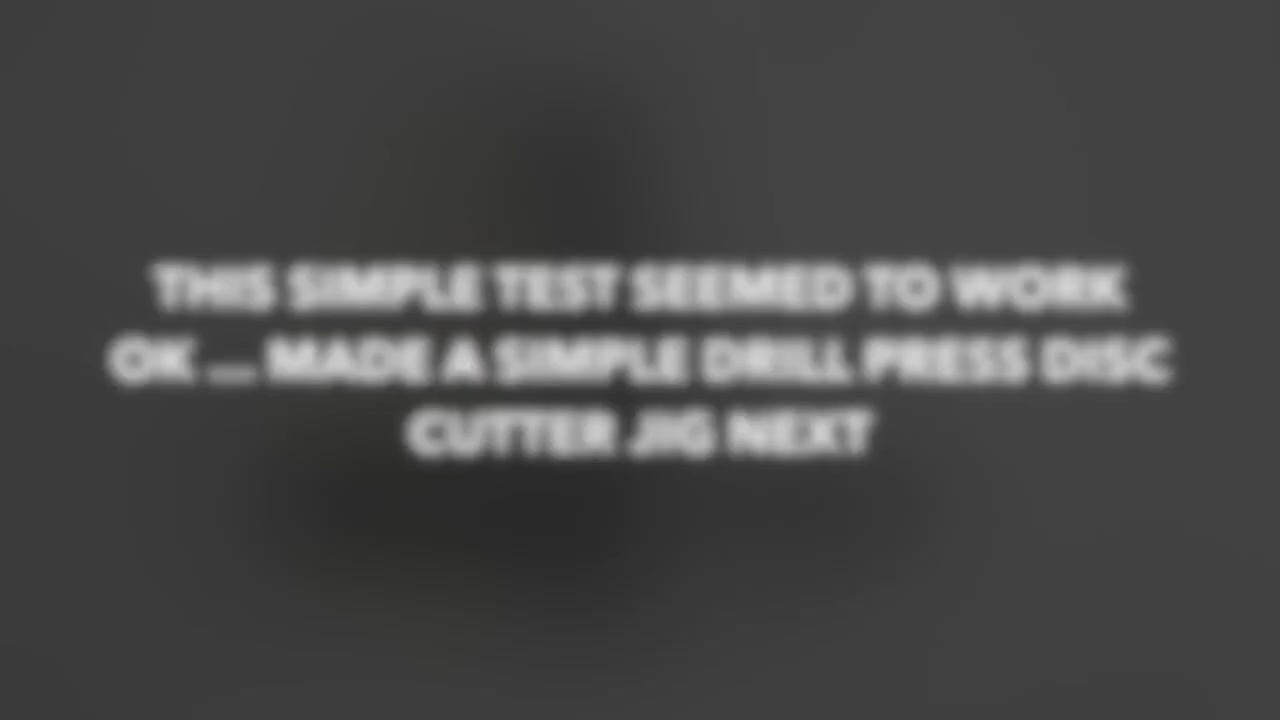 THIS SIMPLE TEST SEEMED TO WORK
OK ... MADE A SIMPLE DRILL PRESS DISC
CUTTER JIG NEXT